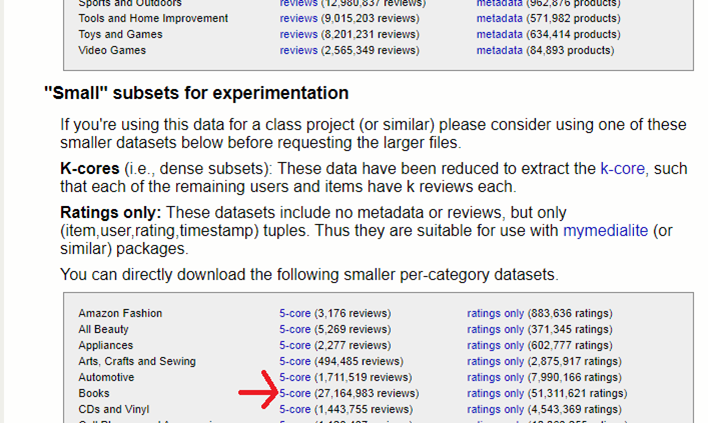 Sports and Outdoors reviews (12,980,837 reviews) metadata (962,876 products)
Tools and Home Improvement reviews (9,015,203 reviews) metadata (571,982 products)
Toys and Games reviews (8,201,231 reviews) metadata (634,414 products)
Video Games reviews (2,565,349 reviews) metadata (84,893 products)
"Small" subsets for experimentation
If you're using this data for a class project (or similar) please consider using one of these
smaller datasets below before requesting the larger files.
K-cores (i.e., dense subsets): These data have been reduced to extract the k-core, such
that each of the remaining users and items have k reviews each.
Ratings only: These datasets include no metadata or reviews, but only
(item,user,rating,timestamp) tuples. Thus they are suitable for use with mymedialite (or
similar) packages.
You can directly download the following smaller per-category datasets.
Amazon Fashion 5-core (3,176 reviews) ratings only (883,636 ratings)
All Beauty 5-core (5,269 reviews) ratings only (371,345 ratings)
Appliances 5-core (2,277 reviews) ratings only (602,777 ratings)
Arts, Crafts and Sewing 5-core (494,485 reviews) ratings only (2,875,917 ratings)
Automotive 5-core (1,711,519 reviews) ratings only (7,990,166 ratings)
Books 5-core (27,164,983 reviews) ratings only (51,311,621 ratings)
CDs and Vinyl 5-core (1,443,755 reviews) ratings only (4,543,369 ratings)